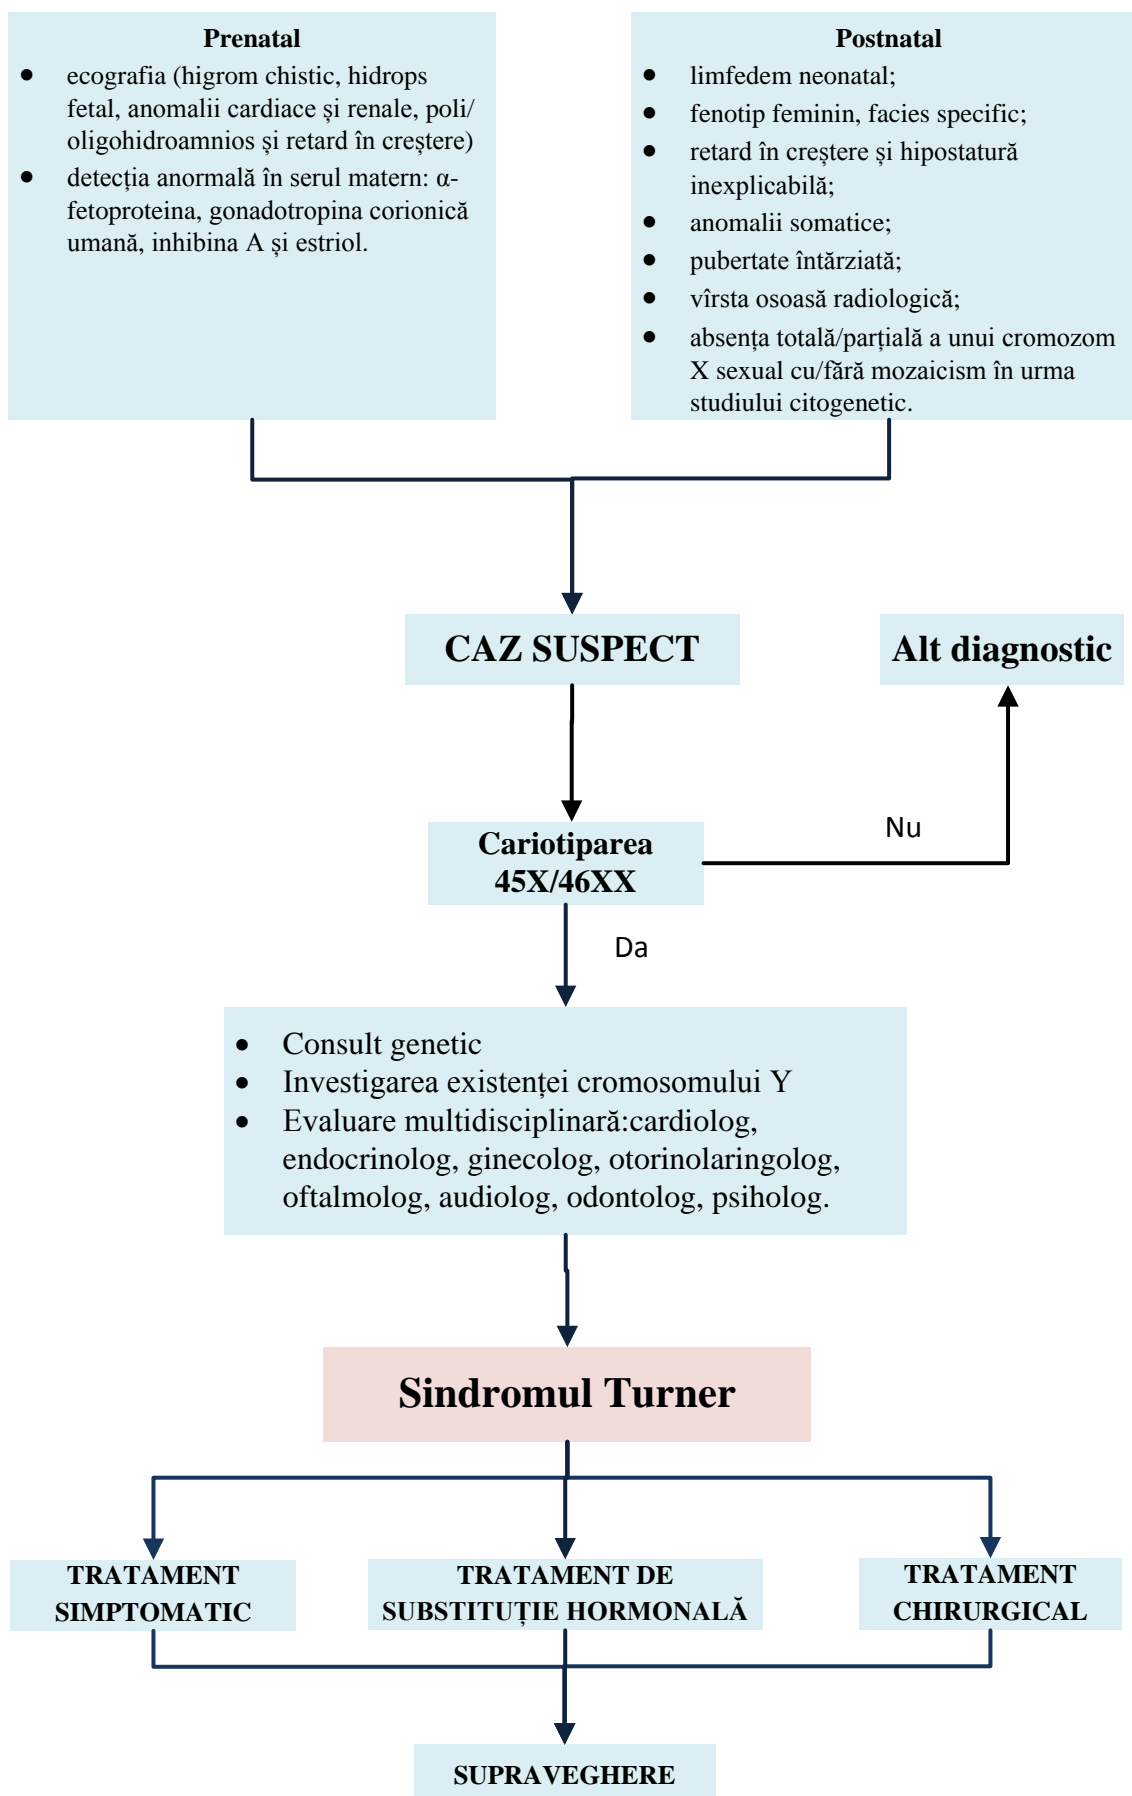 Prenatal
• ecografia (higrom chistic, hidrops
fetal, anomalii cardiace și renale, poli/
oligohidroamnios și retard în creștere)
• detecția anormală în serul matern: α-
fetoproteina, gonadotropina corionică
umană, inhibina A și estriol.
Postnatal
• limfedem neonatal;
• fenotip feminin, facies specific;
• retard în creștere și hipostatură
inexplicabilă;
• anomalii somatice;
• pubertate întărziată;
• vîrsta osoasă radiologică;
• absența totală/parțială a unui cromozom
X sexual cu/fără mozaicism în urma
studiului citogenetic.
CAZ SUSPECT
Alt diagnostic
Cariotiparea
45X/46XX
Nu
Da
• Consult genetic
• Investigarea existenței cromosomului Y
• Evaluare multidisciplinară:cardiolog,
endocrinolog, ginecolog, otorinolaringolog,
oftalmolog, audiolog, odontolog, psiholog.
Sindromul Turner
TRATAMENT
SIMPTOMATIC
TRATAMENT DE
SUBSTITUȚIE HORMONALĂ
TRATAMENT
CHIRURGICAL
SUPRAVEGHERE